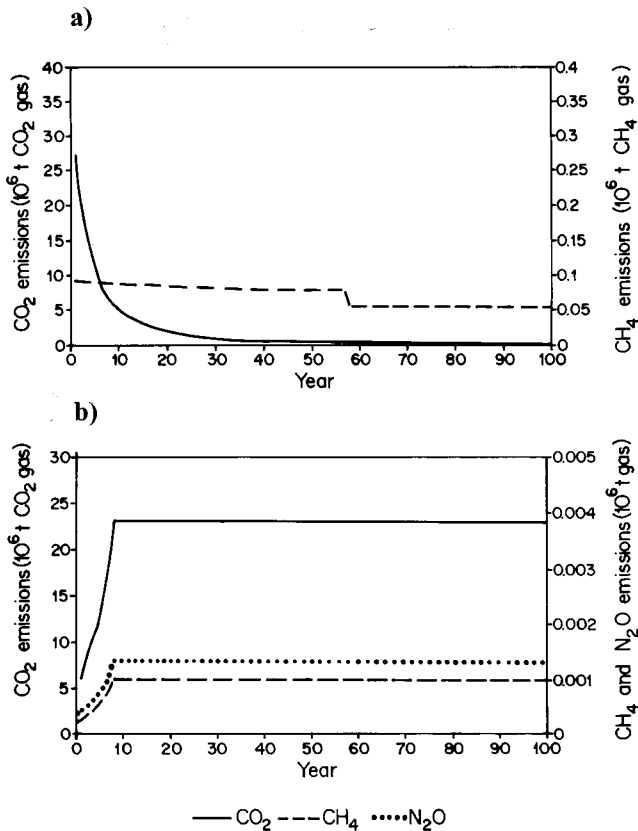 a)
CO2 emissions (10^6 t CO2 gas)
40
35
30
25
20
15
10
5
0
0 10 20 30 40 50 60 70 80 90 100
Year
0.4
0.35
0.3
0.25
0.2
0.15
0.1
0.05
0
CH4 emissions (10^6 t CH4 gas)
b)
CO2 emissions (10^6 t CO2 gas)
30
25
20
15
10
5
0
0 10 20 30 40 50 60 70 80 90 100
Year
0.005
0.004
0.003
0.002
0.001
0
CH4 and N2O emissions (10^6 t gas)
CO2 CH4 N2O